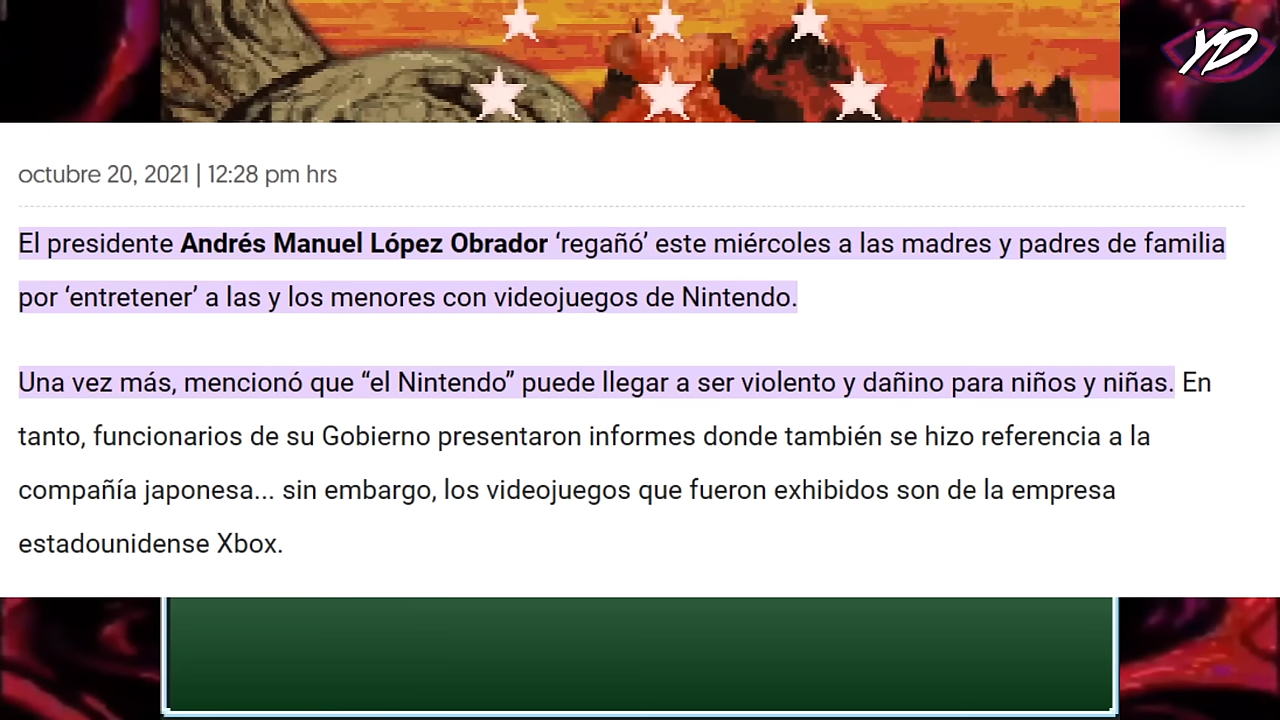 YD
octubre 20, 2021 | 12:28 pm hrs
El presidente Andrés Manuel López Obrador ‘regañó’ este miércoles a las madres y padres de familia
por ‘entretener’ a las y los menores con videojuegos de Nintendo.
Una vez más, mencionó que “el Nintendo” puede llegar a ser violento y dañino para niños y niñas. En
tanto, funcionarios de su Gobierno presentaron informes donde también se hizo referencia a la
compañía japonesa... sin embargo, los videojuegos que fueron exhibidos son de la empresa
estadounidense Xbox.